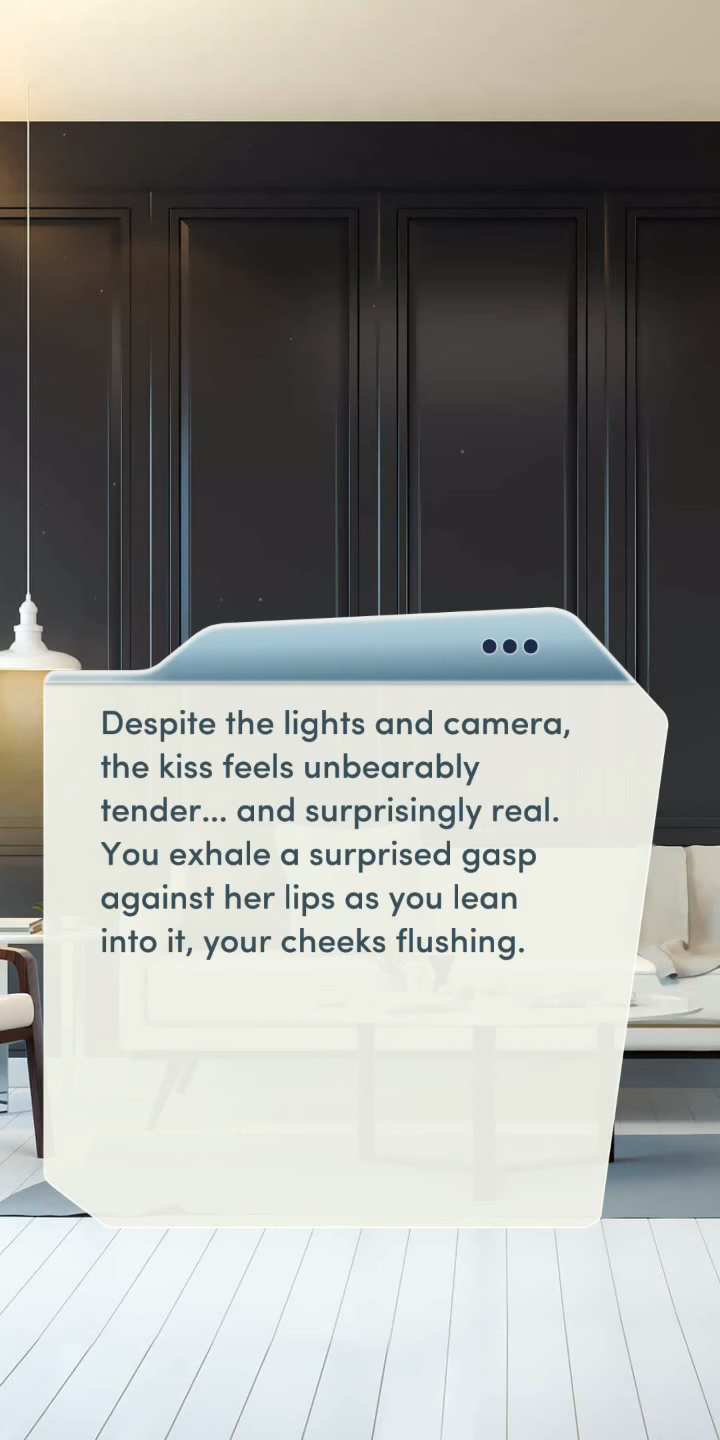 Despite the lights and camera,
the kiss feels unbearably
tender... and surprisingly real.
You exhale a surprised gasp
against her lips as you lean
into it, your cheeks flushing.